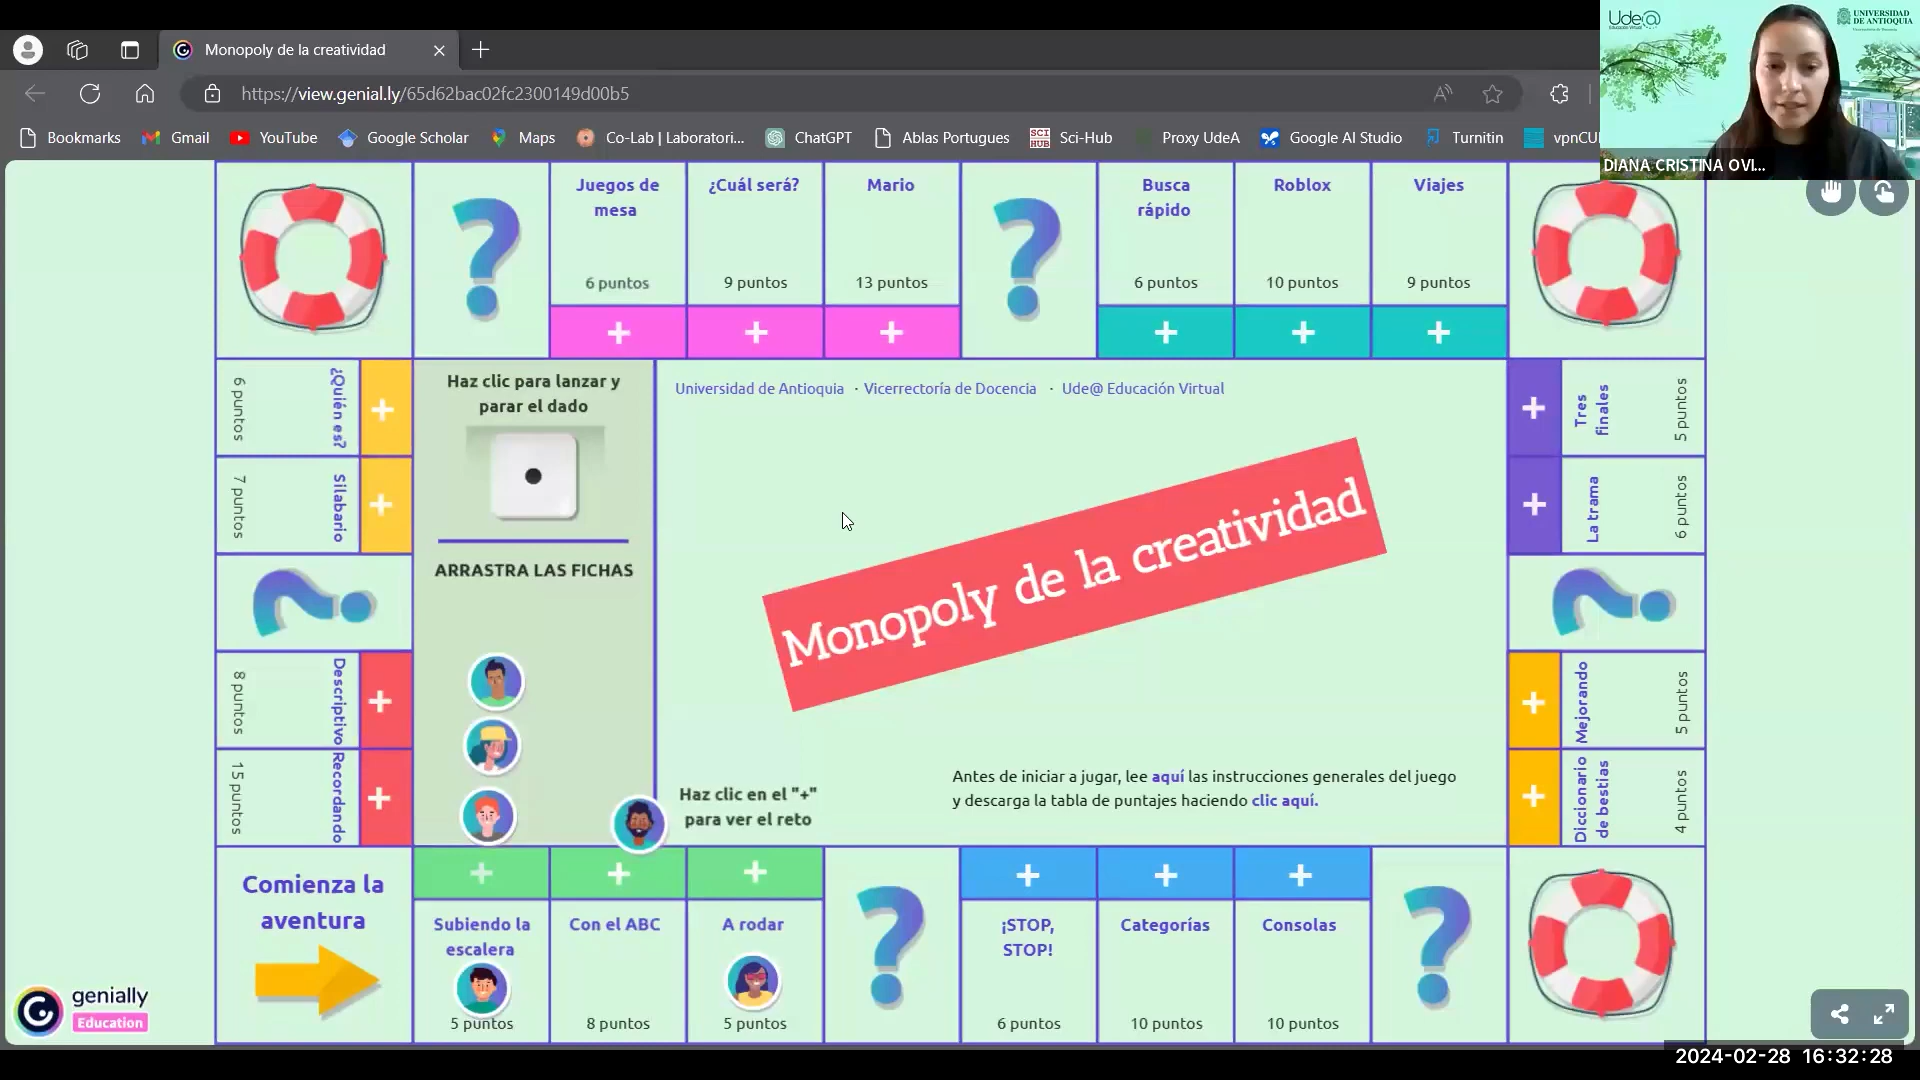 Monopoly de la creatividad
https://view.genial.ly/65d62bac02fc2300149d00b5
Bookmarks
Gmail
YouTube
Google Scholar
Maps
Co-Lab | Laboratori...
ChatGPT
Ablas Portugues
SCI HUB
Sci-Hub
Proxy UdeA
Google AI Studio
Turnitin
vpnCU
Ude@
UNIVERSIDAD
DE ANTIOQUIA
DIANA CRISTINA OVI...
Juegos de
mesa
6 puntos
¿Cuál será?
9 puntos
Mario
13 puntos
Busca
rápido
6 puntos
Roblox
10 puntos
Viajes
9 puntos
¿Quién es?
6 puntos
Silabario
7 puntos
Descriptivo
8 puntos
Recordando
15 puntos
Haz clic para lanzar y
parar el dado
ARRASTRA LAS FICHAS
Universidad de Antioquia · Vicerrectoría de Docencia · Ude@ Educación Virtual
Monopoly de la creatividad
Haz clic en el "+"
para ver el reto
Antes de iniciar a jugar, lee aquí las instrucciones generales del juego
y descarga la tabla de puntajes haciendo clic aquí.
Tres
finales
5 puntos
La trama
6 puntos
Mejorando
5 puntos
Diccionario
de bestias
4 puntos
Comienza la
aventura
Subiendo la
escalera
5 puntos
Con el ABC
8 puntos
A rodar
5 puntos
¡STOP,
STOP!
6 puntos
Categorías
10 puntos
Consolas
10 puntos
genially
Education
2024-02-28 16:32:28